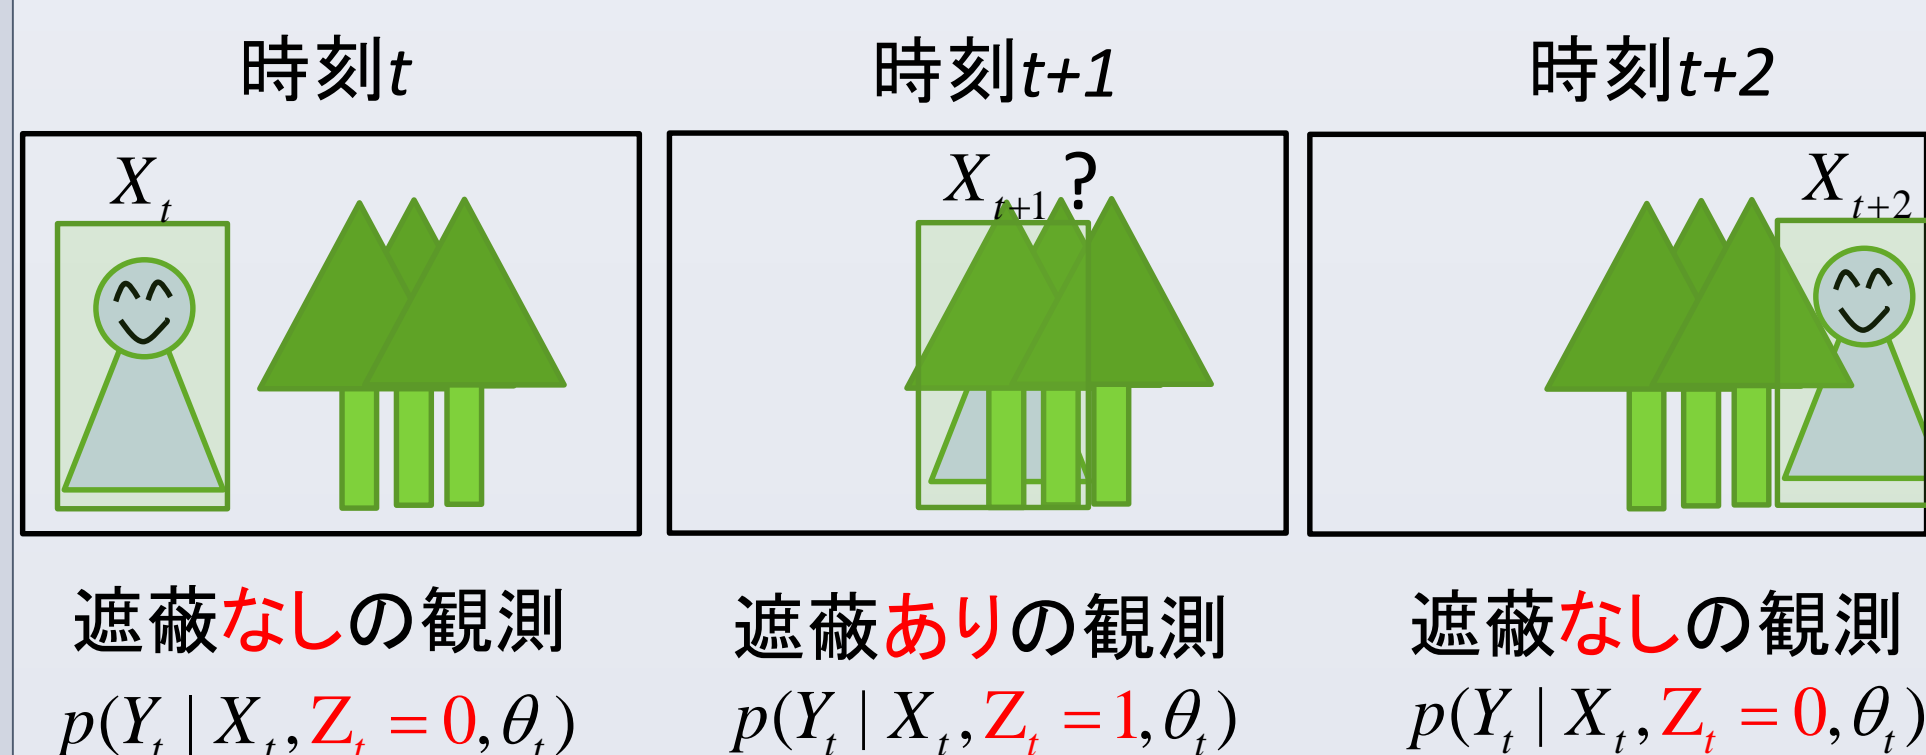 時刻t
時刻t+1
時刻t+2
X_t
X_{t+1}?
X_{t+2}
遮蔽なしの観測
遮蔽ありの観測
遮蔽なしの観測
p(Y_t | X_t, Z_t = 0, θ_t)
p(Y_t | X_t, Z_t = 1, θ_t)
p(Y_t | X_t, Z_t = 0, θ_t)